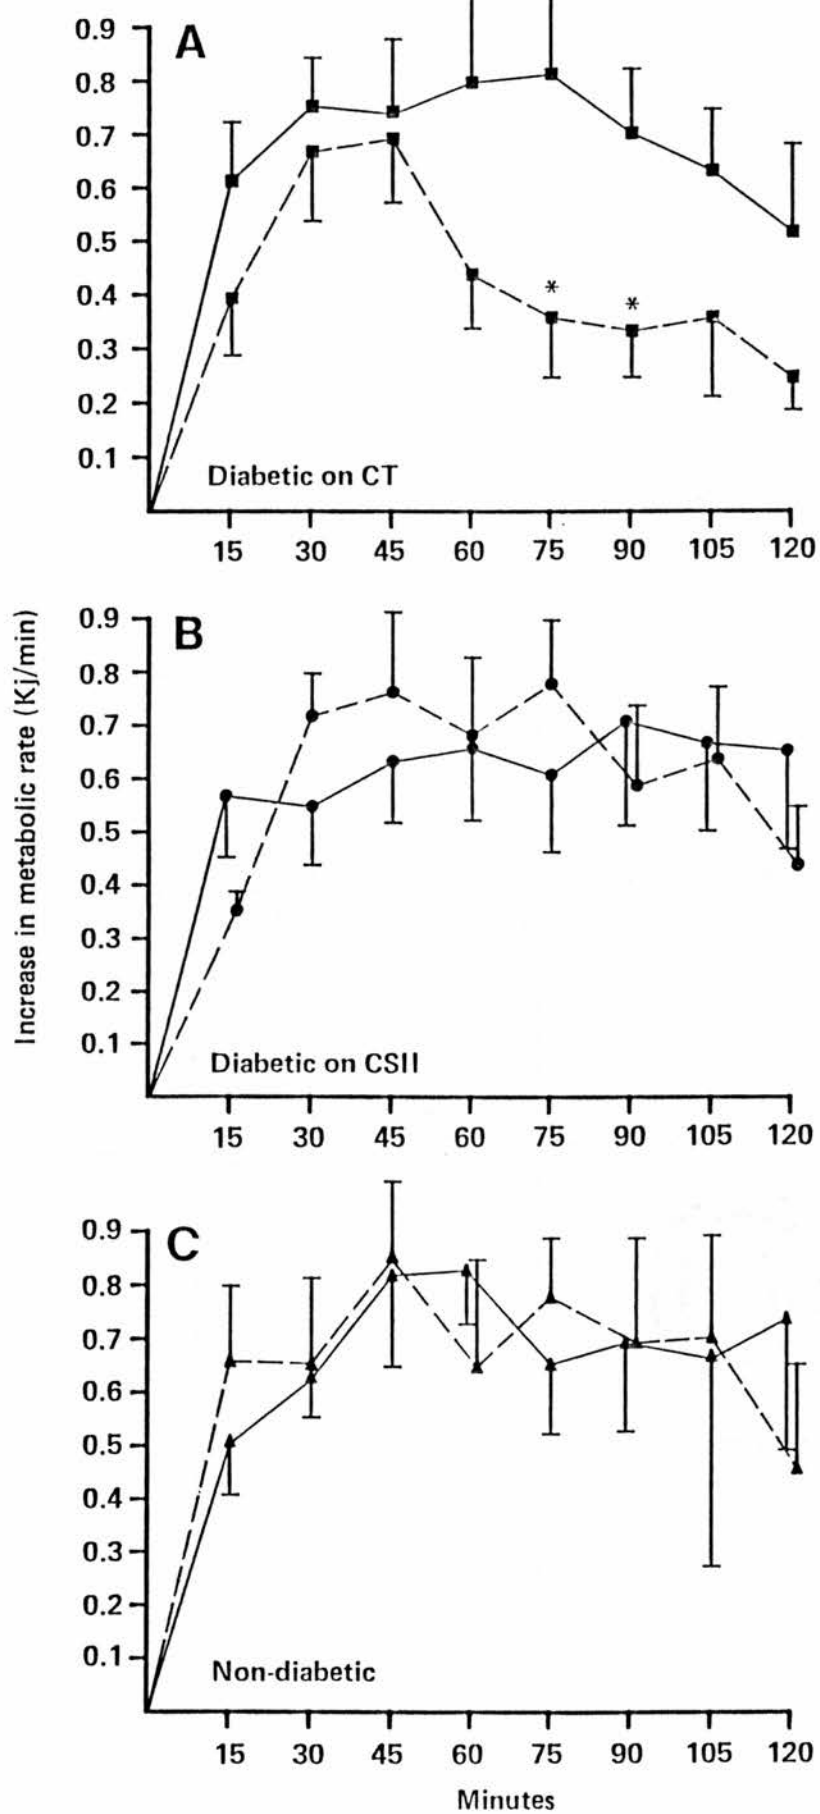 0.9
A
0.8
0.7
0.6
0.5
0.4
*
*
0.3
0.2
0.1
Diabetic on CT
15 30 45 60 75 90 105 120
Increase in metabolic rate (Kj/min)
0.9
B
0.8
0.7
0.6
0.5
0.4
0.3
0.2
0.1
Diabetic on CSII
15 30 45 60 75 90 105 120
0.9
C
0.8
0.7
0.6
0.5
0.4
0.3
0.2
0.1
Non-diabetic
15 30 45 60 75 90 105 120
Minutes